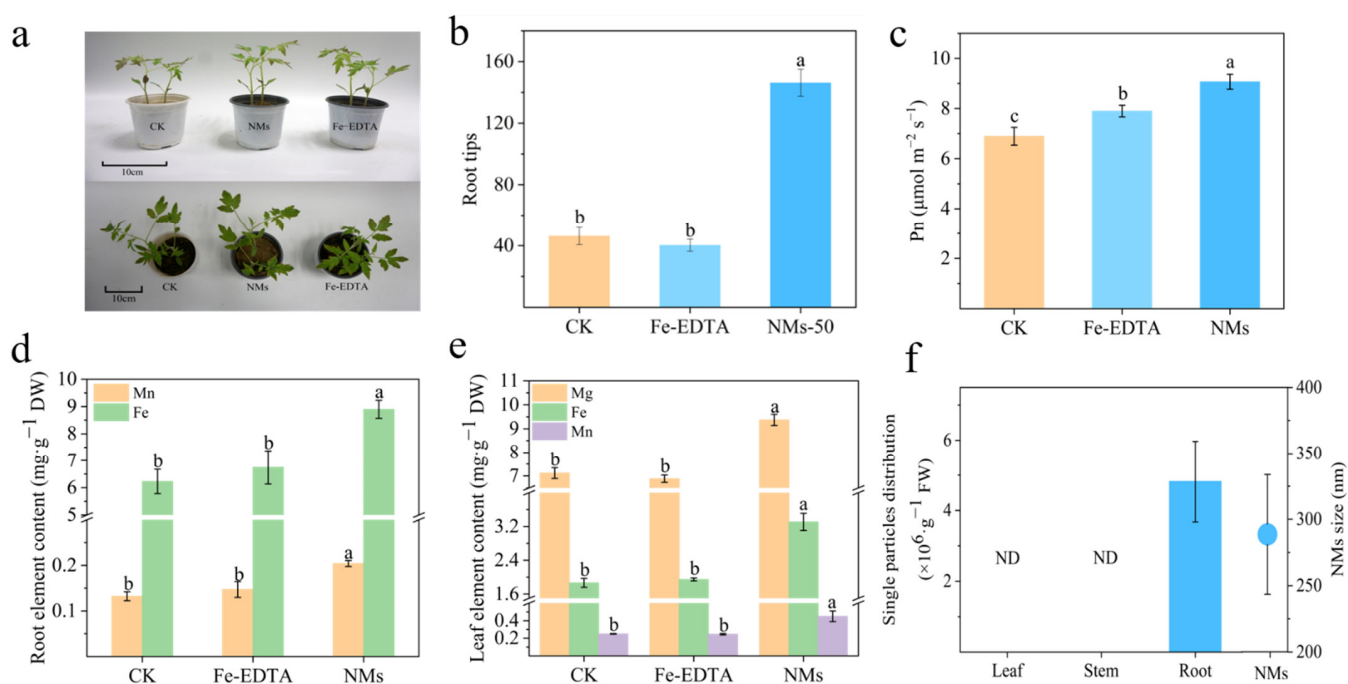 a
CK
NMs
Fe-EDTA
10cm
CK
NMs
Fe-EDTA
10cm
b
Root tips
160
120
80
40
b
b
a
CK
Fe-EDTA
NMs-50
c
Pn (μmol m⁻² s⁻¹)
10
8
6
4
2
c
b
a
CK
Fe-EDTA
NMs
d
Root element content (mg·g⁻¹ DW)
10
9
8
7
6
5
0.2
0.1
Mn
Fe
b
b
b
b
a
a
CK
Fe-EDTA
NMs
e
Leaf element content (mg·g⁻¹ DW)
11
10
9
8
7
3.2
2.4
1.6
0.4
0.2
Mg
Fe
Mn
b
b
b
b
b
b
a
a
a
CK
Fe-EDTA
NMs
f
Single particles distribution
(×10⁶·g⁻¹ FW)
6
4
2
ND
ND
400
350
300
250
200
NMs size (nm)
Leaf
Stem
Root
NMs